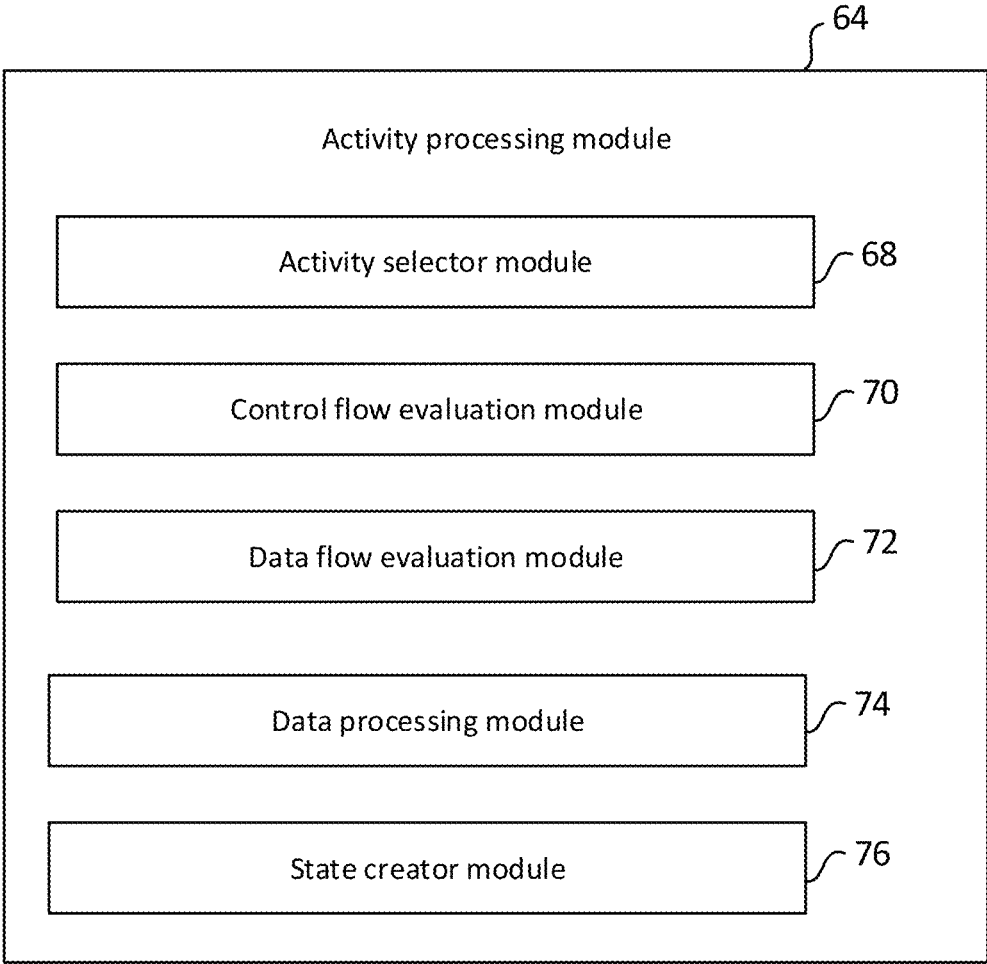 64
Activity processing module
Activity selector module
68
Control flow evaluation module
70
Data flow evaluation module
72
Data processing module
74
State creator module
76